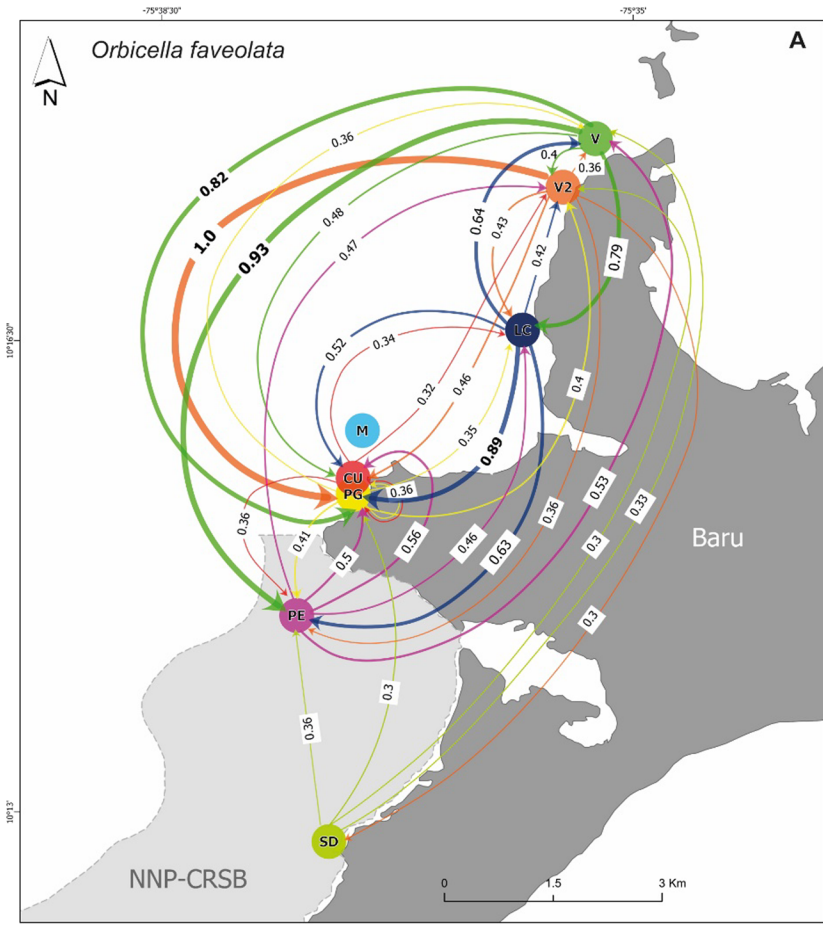 -75°38'30"
-75°35'
A
Orbicella faveolata
N
V
0.36
0.4
0.36
0.82
V2
0.48
0.64
0.43
1.0
0.47
0.93
0.42
0.79
LC
10°16'30"
0.34
0.52
0.32
0.46
0.4
M
0.35
0.89
CU
PG
0.36
0.53
0.33
0.36
0.36
0.41
0.56
0.46
0.63
0.3
Baru
0.5
PE
0.3
0.3
0.36
10°13'
SD
NNP-CRSB
0
1.5
3 Km